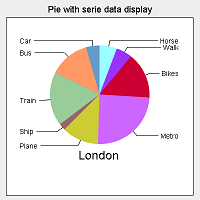 Pie with serie data display
Car
Horse
Walk
Bus
Bikes
Train
Ship
Metro
Plane
London